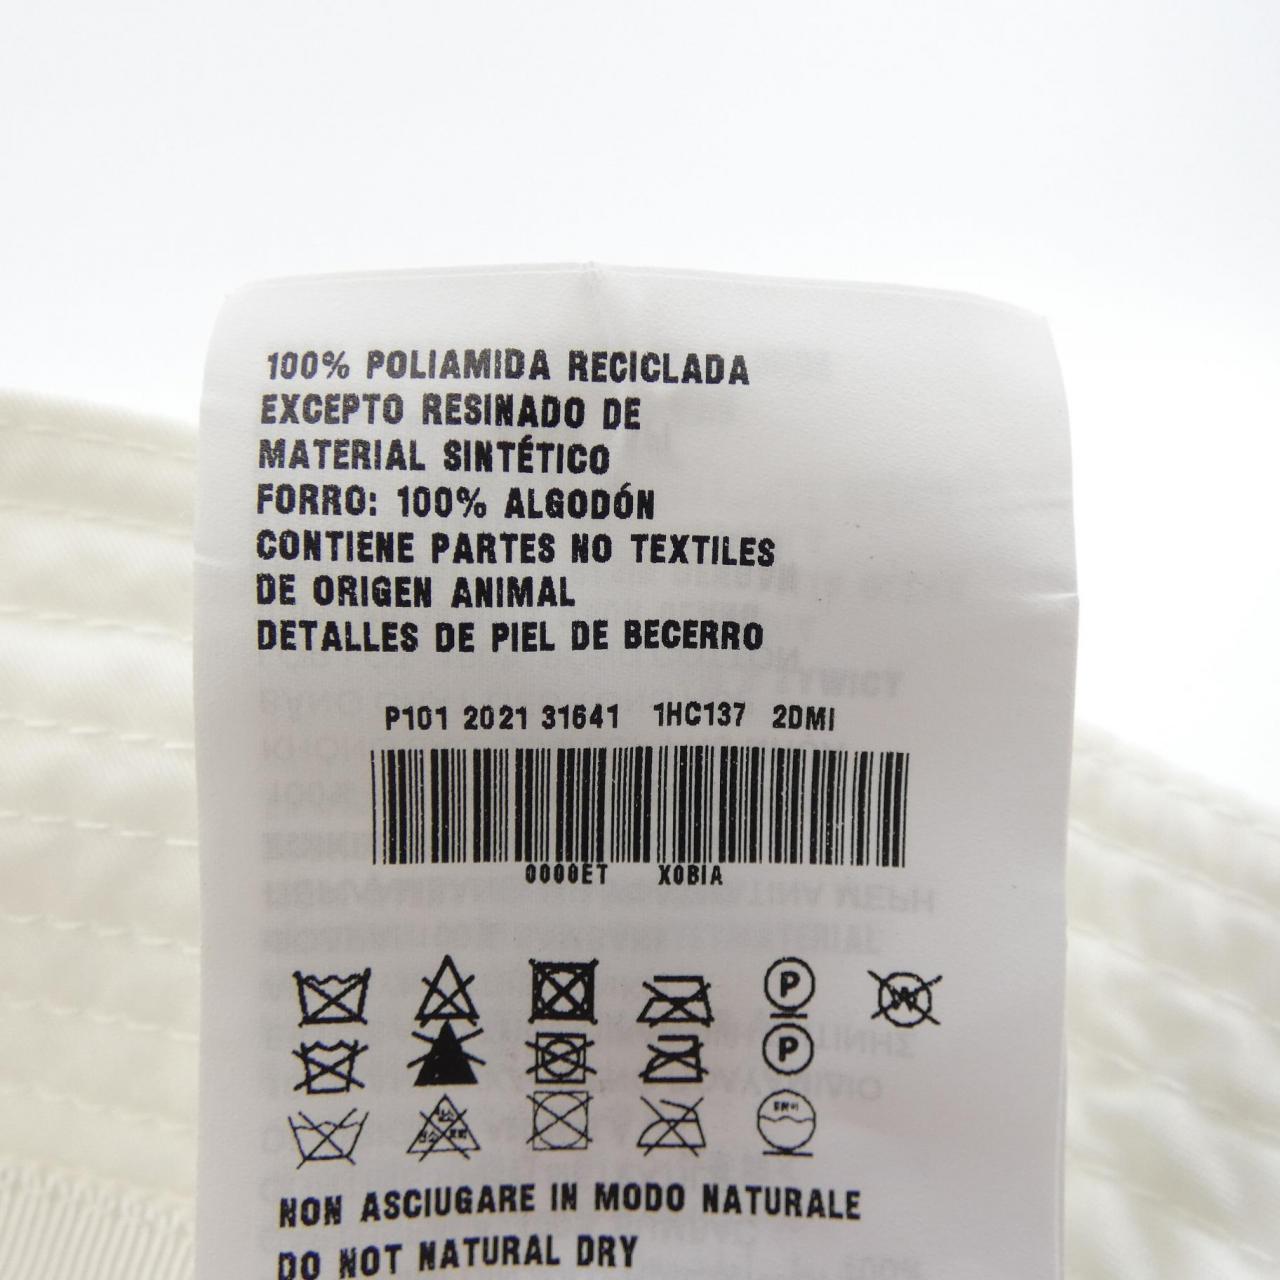 100% POLIAMIDA RECICLADA
EXCEPTO RESINADO DE
MATERIAL SINTÉTICO
FORRO: 100% ALGODÓN
CONTIENE PARTES NO TEXTILES
DE ORIGEN ANIMAL
DETALLES DE PIEL DE BECERRO
P101 2021 31641 1HC137 2DMI
0000ET X0BIA
P W
P
NON ASCIUGARE IN MODO NATURALE
DO NOT NATURAL DRY